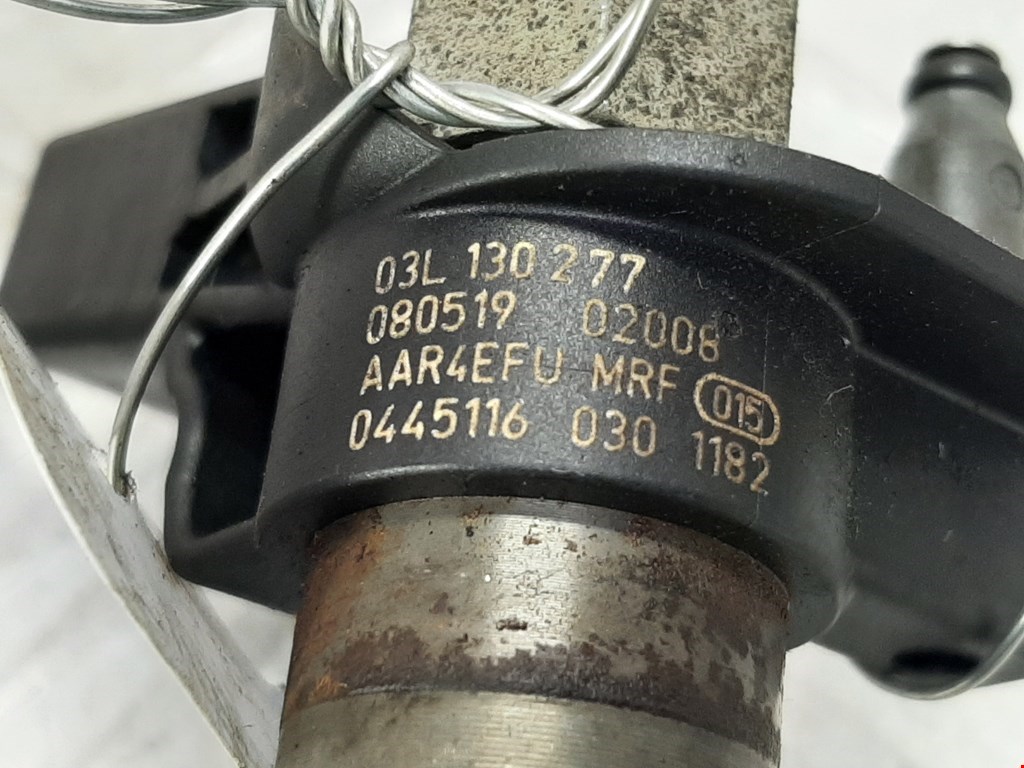 03L 130 277
080519 02008
AAR4EFU MRF 015
0445116 030 1182